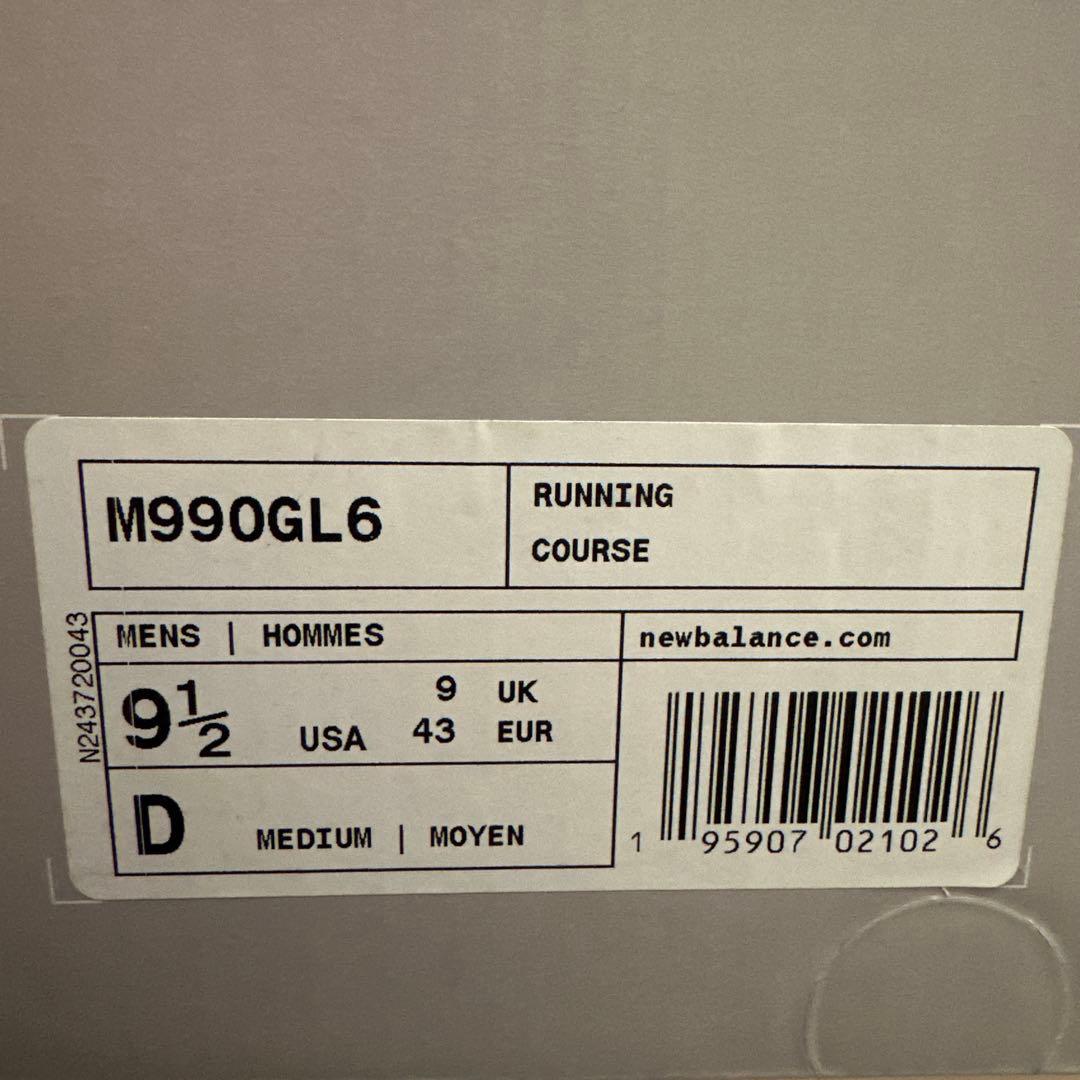 M990GL6
RUNNING
COURSE
N243720043
MENS | HOMMES
newbalance.com
9½ USA
9 UK
43 EUR
D MEDIUM | MOYEN
1 95907 02102 6